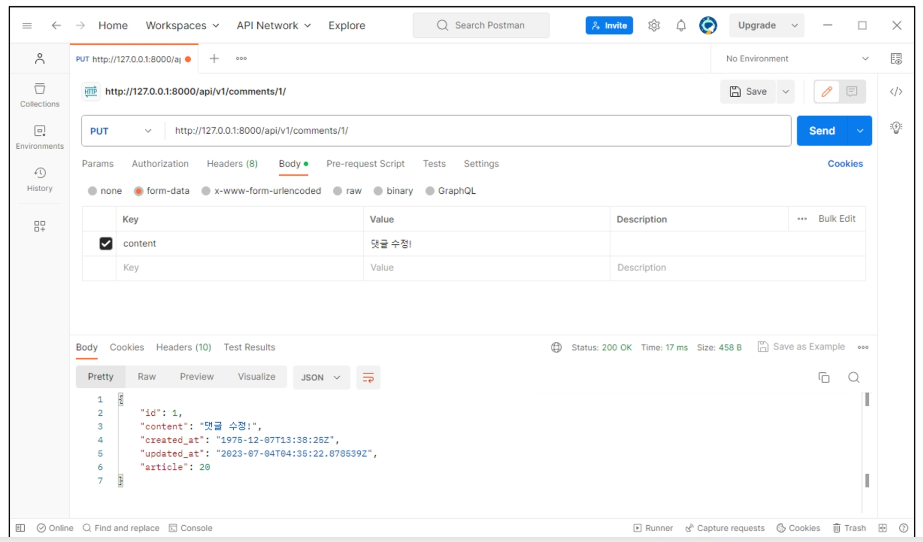 Home Workspaces API Network Explore Search Postman Invite Upgrade
PUT http://127.0.0.1:8000/a No Environment
HTTP http://127.0.0.1:8000/api/v1/comments/1/ Save
Collections
Environments
History
PUT http://127.0.0.1:8000/api/v1/comments/1/ Send
Params Authorization Headers (8) Body Pre-request Script Tests Settings Cookies
none form-data x-www-form-urlencoded raw binary GraphQL
Key Value Description Bulk Edit
content 댓글 수정!
Key Value Description
Body Cookies Headers (10) Test Results Status: 200 OK Time: 17 ms Size: 458 B Save as Example
Pretty Raw Preview Visualize JSON
1 {
2 "id": 1,
3 "content": "댓글 수정!",
4 "created_at": "1975-12-07T13:38:25Z",
5 "updated_at": "2023-07-04T04:35:22.878539Z",
6 "article": 20
7 }
Online Find and replace Console Runner Capture requests Cookies Trash